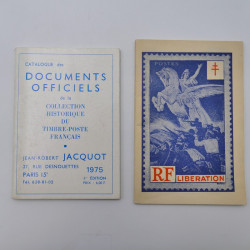 CATALOGUE des
DOCUMENTS
OFFICIELS
de la
COLLECTION
HISTORIQUE
DU
TIMBRE-POSTE
FRANÇAIS
JEAN-ROBERT JACQUOT
PARIS 15e
1975
POSTES
RF LIBERATION